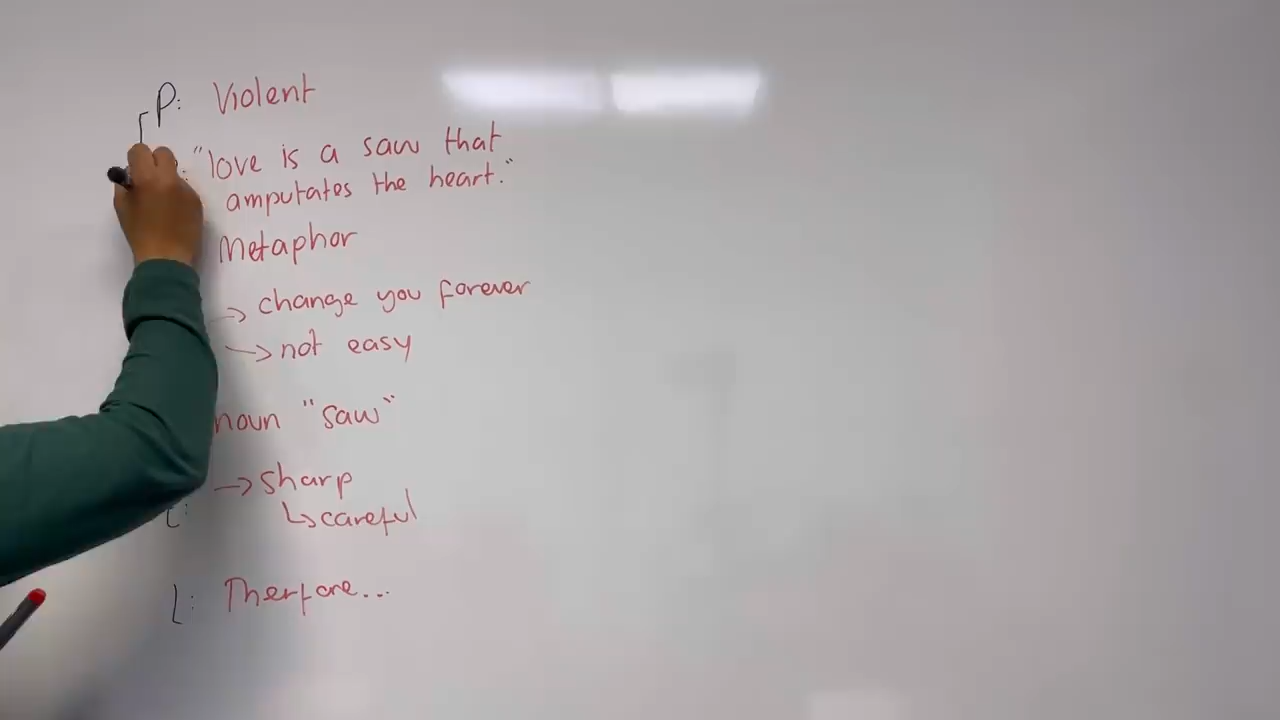 P: Violent
"love is a saw that
amputates the heart."
Metaphor
→ change you forever
→ not easy
noun "saw"
→ sharp
↳ careful
L: Therfore...